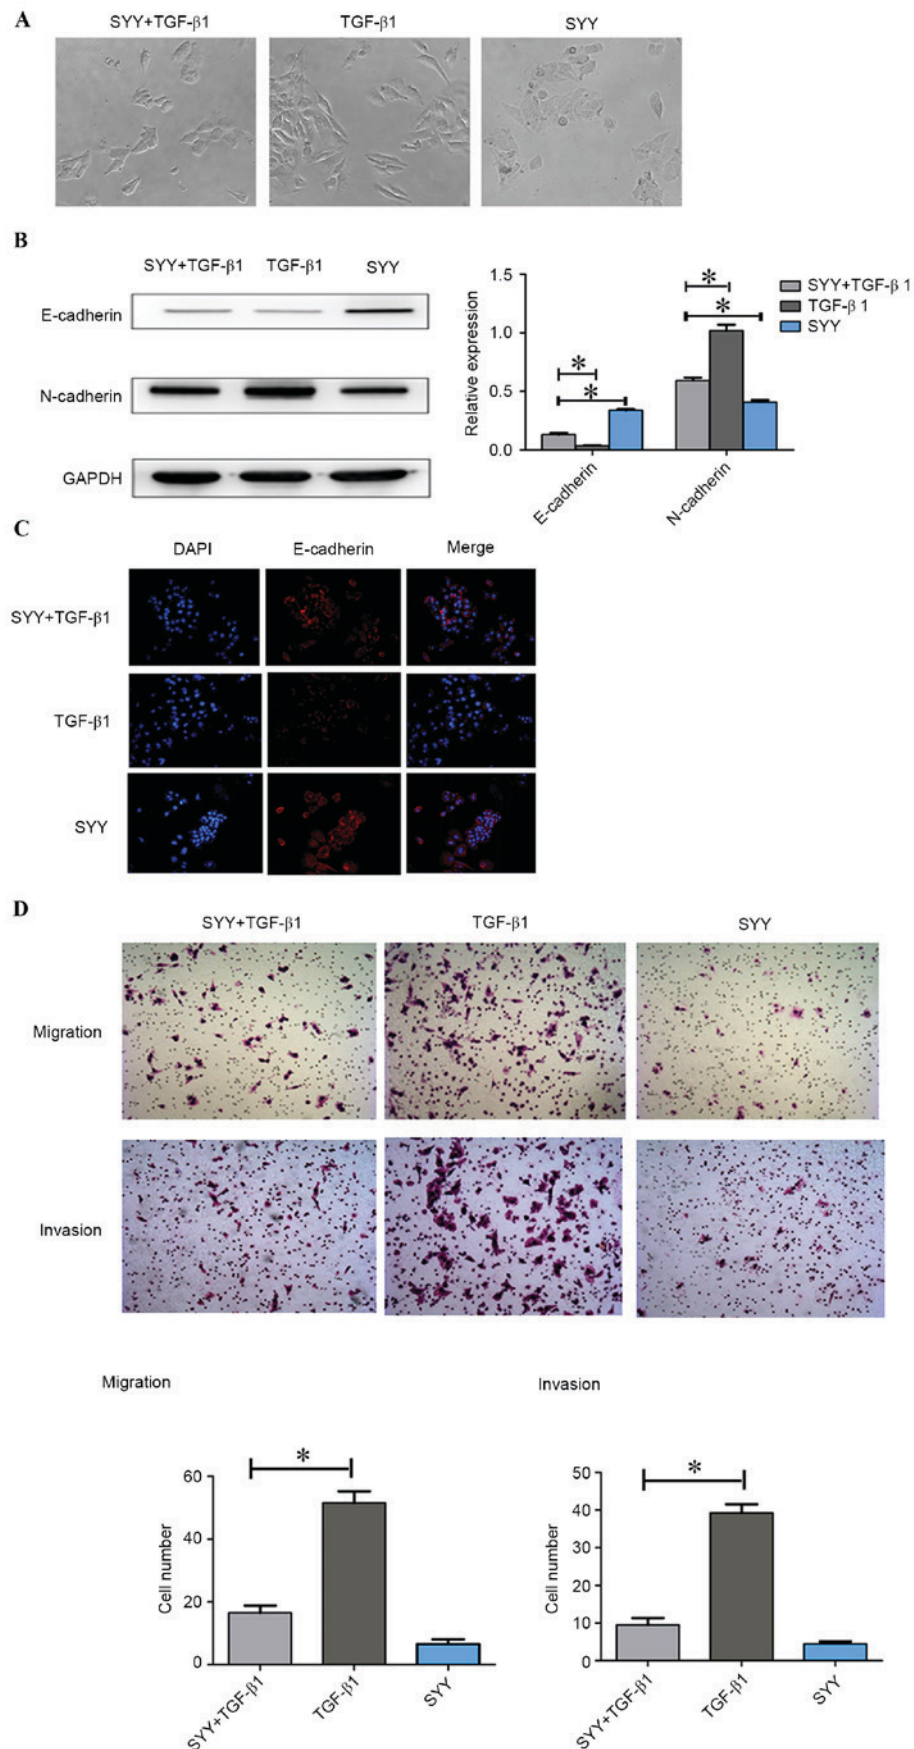 A
SYY+TGF-β1 TGF-β1 SYY
B
SYY+TGF-β1 TGF-β1 SYY
E-cadherin
N-cadherin
GAPDH
Relative expression
1.5
1.0
0.5
0.0
* * * *
E-cadherin N-cadherin
SYY+TGF-β 1
TGF-β 1
SYY
C
DAPI E-cadherin Merge
SYY+TGF-β1
TGF-β1
SYY
D
SYY+TGF-β1 TGF-β1 SYY
Migration
Invasion
Migration
Cell number
60
40
20
0
*
SYY+TGF-β1 TGF-β1 SYY
Invasion
Cell number
50
40
30
20
10
0
*
SYY+TGF-β1 TGF-β1 SYY